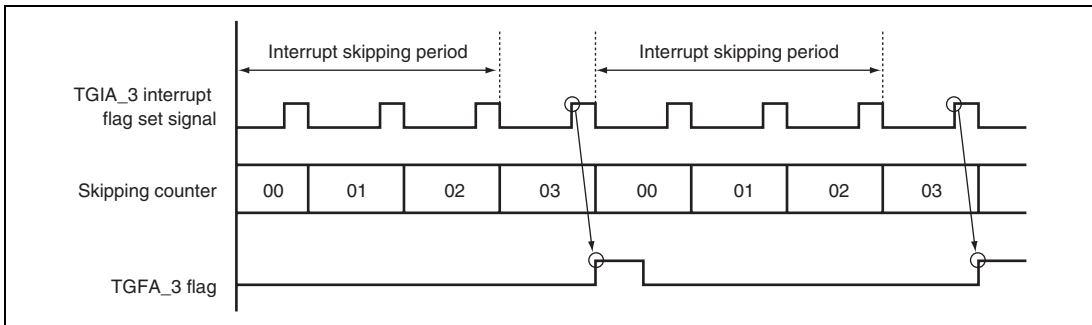 Interrupt skipping period Interrupt skipping period
TGIA_3 interrupt
flag set signal
Skipping counter 00 01 02 03 00 01 02 03
TGFA_3 flag